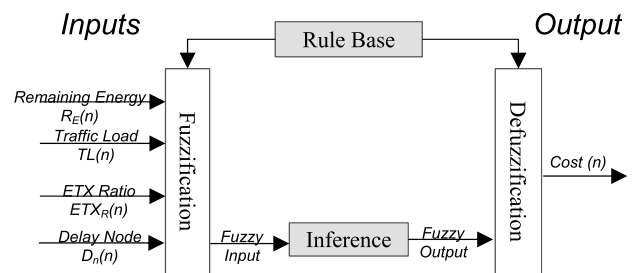 Inputs
Output
Rule Base
Remaining Energy
R_E(n)
Traffic Load
TL(n)
ETX Ratio
ETX_R(n)
Delay Node
D_n(n)
Fuzzification
Fuzzy
Input
Inference
Fuzzy
Output
Defuzzification
Cost (n)